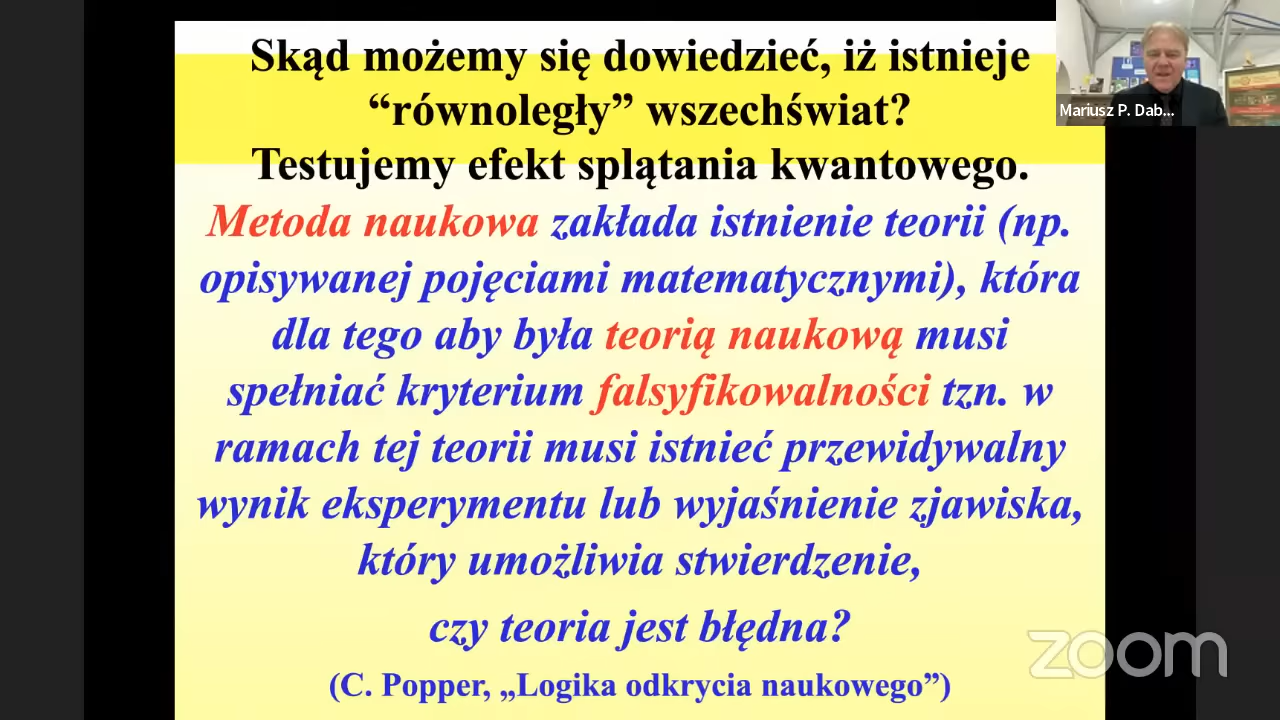 Skąd możemy się dowiedzieć, iż istnieje
“równoległy” wszechświat?
Testujemy efekt splątania kwantowego.
Metoda naukowa zakłada istnienie teorii (np.
opisywanej pojęciami matematycznymi), która
dla tego aby była teorią naukową musi
spełniać kryterium falsyfikowalności tzn. w
ramach tej teorii musi istnieć przewidywalny
wynik eksperymentu lub wyjaśnienie zjawiska,
który umożliwia stwierdzenie,
czy teoria jest błędna?
(C. Popper, „Logika odkrycia naukowego”)
Mariusz P. Dab...
zoom